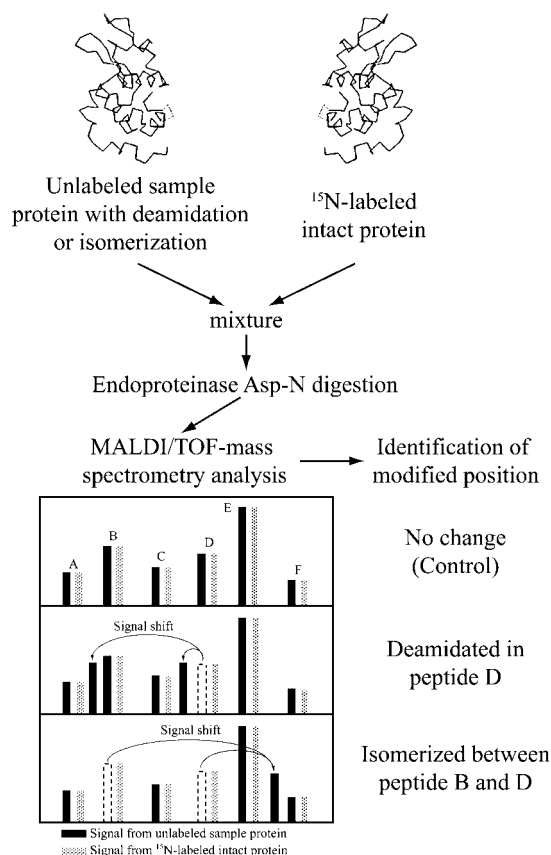 Unlabeled sample
protein with deamidation
or isomerization
¹⁵N-labeled
intact protein
mixture
Endoproteinase Asp-N digestion
MALDI/TOF-mass
spectrometry analysis
Identification of
modified position
A
B
C
D
E
F
No change
(Control)
Signal shift
Deamidated in
peptide D
Signal shift
Isomerized between
peptide B and D
Signal from unlabeled sample protein
Signal from ¹⁵N-labeled intact protein